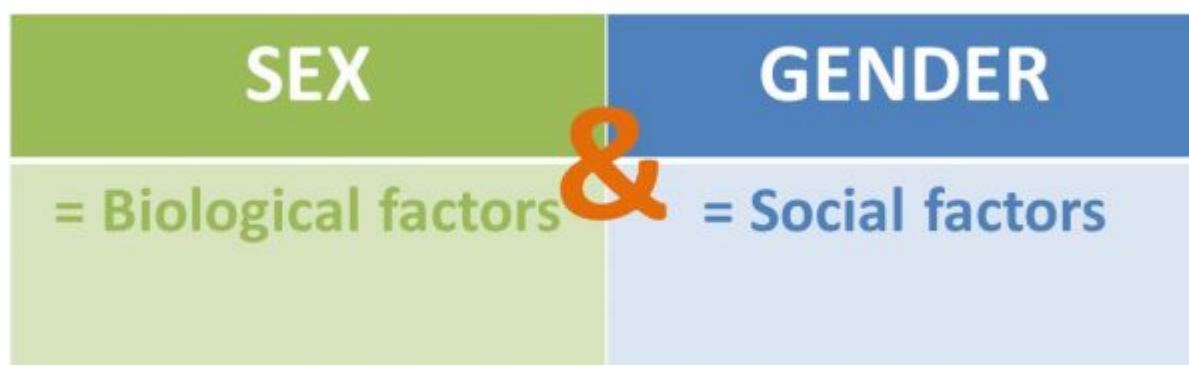 SEX
GENDER
&
= Biological factors
= Social factors